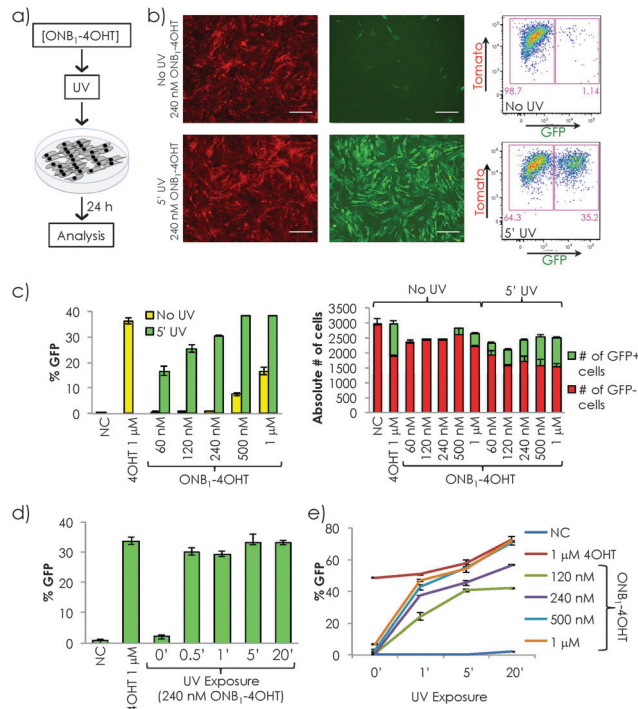 a)
[ONB1-4OHT]
UV
24 h
Analysis
b)
No UV
240 nM ONB1-4OHT
5' UV
240 nM ONB1-4OHT
Tomato
98.7
1.14
No UV
GFP
Tomato
64.3
35.2
5' UV
GFP
c)
% GFP
40
30
20
10
0
No UV
5' UV
NC
4OHT 1 µM
60 nM
120 nM
240 nM
500 nM
1 µM
ONB1-4OHT
No UV
5' UV
Absolute # of cells
3500
3000
2500
2000
1500
1000
500
0
# of GFP+ cells
# of GFP- cells
NC
4OHT 1 µM
60 nM
120 nM
240 nM
500 nM
1 µM
60 nM
120 nM
240 nM
500 nM
1 µM
ONB1-4OHT
d)
% GFP
40
30
20
10
0
NC
4OHT 1 µM
0'
0.5'
1'
5'
20'
UV Exposure
(240 nM ONB1-4OHT)
e)
% GFP
80
60
40
20
0
0'
1'
5'
20'
UV Exposure
NC
1 µM 4OHT
120 nM
240 nM
500 nM
1 µM
ONB1-4OHT